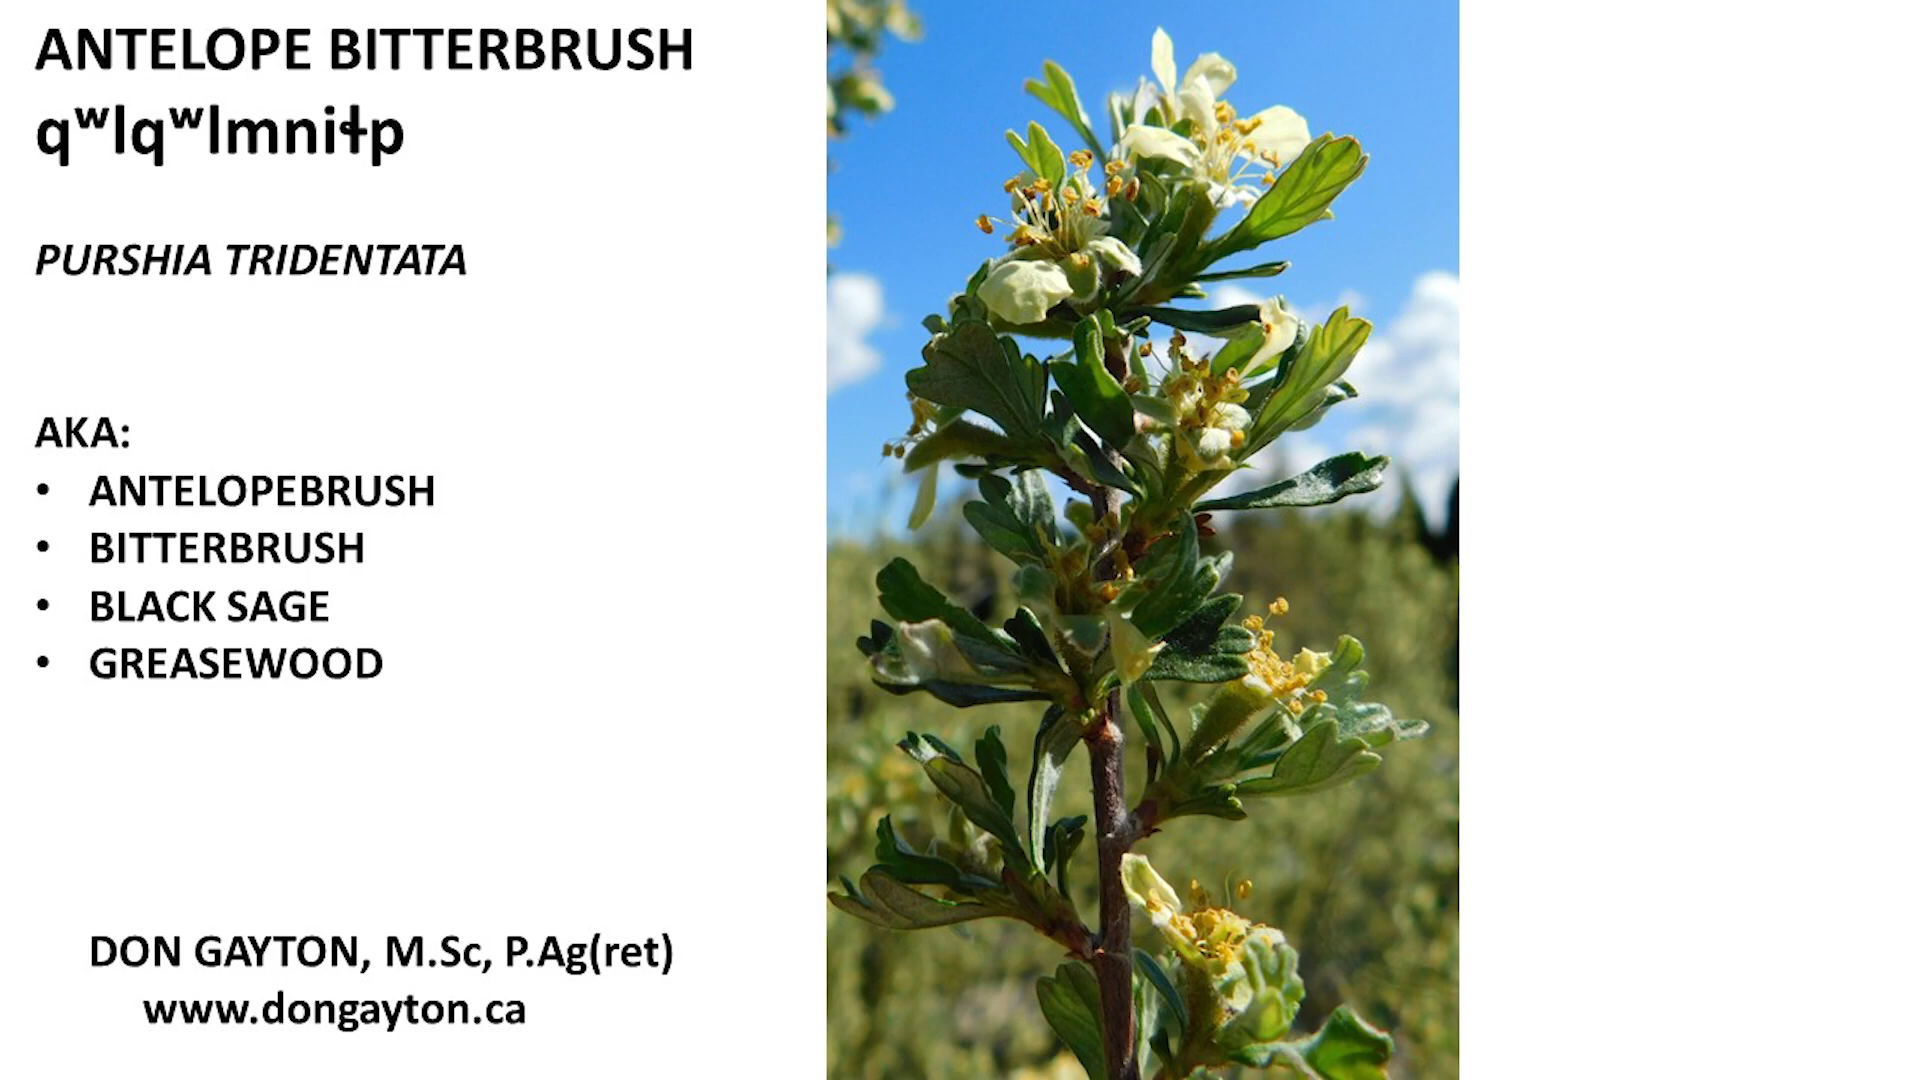 ANTELOPE BITTERBRUSH
qʷlqʷlmniɬp
PURSHIA TRIDENTATA
AKA:
• ANTELOPEBRUSH
• BITTERBRUSH
• BLACK SAGE
• GREASEWOOD
DON GAYTON, M.Sc, P.Ag(ret)
www.dongayton.ca